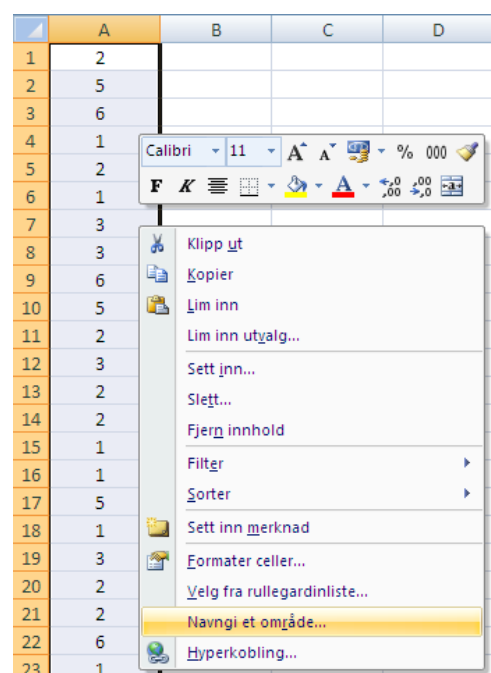 A B C D
1 2
2 5
3 6
4 1
5 2
6 1
7 3
8 3
9 6
10 5
11 2
12 3
13 2
14 2
15 1
16 1
17 5
18 1
19 3
20 2
21 2
22 6
23 1
Calibri 11 A A % 000
F K A ,00 ,0 ,00 ,0 a
Klipp ut
Kopier
Lim inn
Lim inn utvalg...
Sett inn...
Slett...
Fjern innhold
Filter
Sorter
Sett inn merknad
Formater celler...
Velg fra rullegardinliste...
Navngi et område...
Hyperkobling...